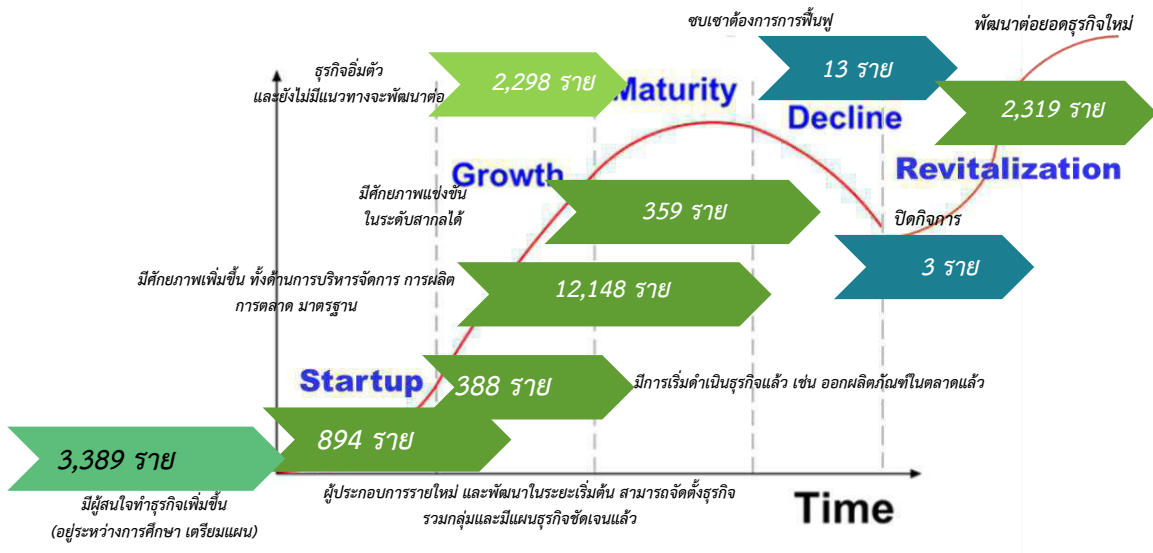 ซบเซาต้องการการฟื้นฟู
พัฒนาต่อยอดธุรกิจใหม่
ธุรกิจอิ่มตัว
และยังไม่มีแนวทางจะพัฒนาต่อ
2,298 ราย
13 ราย
2,319 ราย
Maturity
Decline
Growth
Revitalization
มีศักยภาพแข่งขัน
ในระดับสากลได้
359 ราย
ปิดกิจการ
3 ราย
มีศักยภาพเพิ่มขึ้น ทั้งด้านการบริหารจัดการ การผลิต
การตลาด มาตรฐาน
12,148 ราย
Startup
388 ราย
มีการเริ่มดำเนินธุรกิจแล้ว เช่น ออกผลิตภัณฑ์ในตลาดแล้ว
894 ราย
3,389 ราย
มีผู้สนใจทำธุรกิจเพิ่มขึ้น
(อยู่ระหว่างการศึกษา เตรียมแผน)
ผู้ประกอบการรายใหม่ และพัฒนาในระยะเริ่มต้น สามารถจัดตั้งธุรกิจ
รวมกลุ่มและมีแผนธุรกิจชัดเจนแล้ว
Time